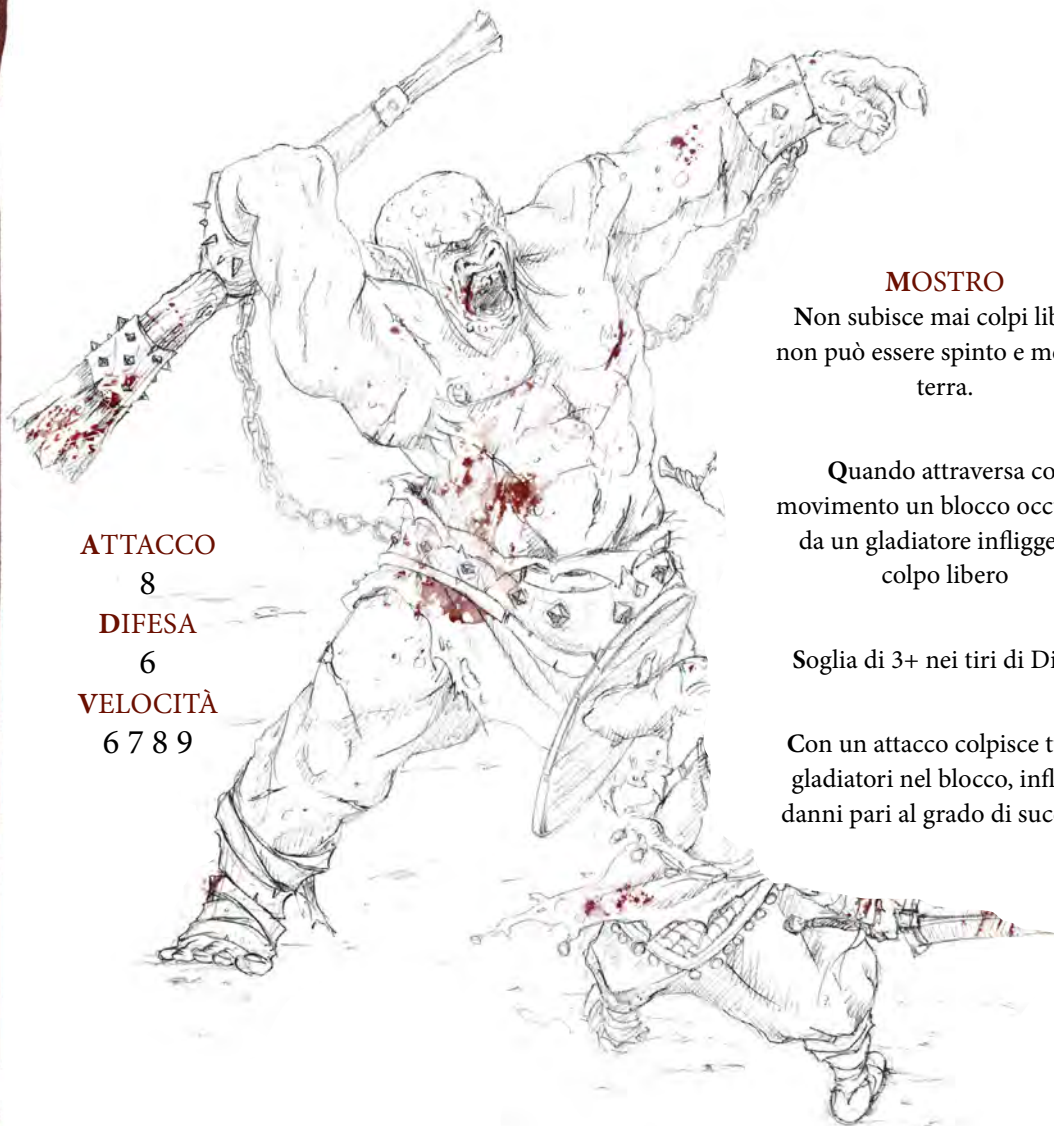 MOSTRO
Non subisce mai colpi lib
non può essere spinto e me
terra.
Quando attraversa co
movimento un blocco occ
da un gladiatore infligge
colpo libero
Soglia di 3+ nei tiri di Di
Con un attacco colpisce t
gladiatori nel blocco, infl
danni pari al grado di succ
ATTACCO
8
DIFESA
6
VELOCITÀ
6 7 8 9